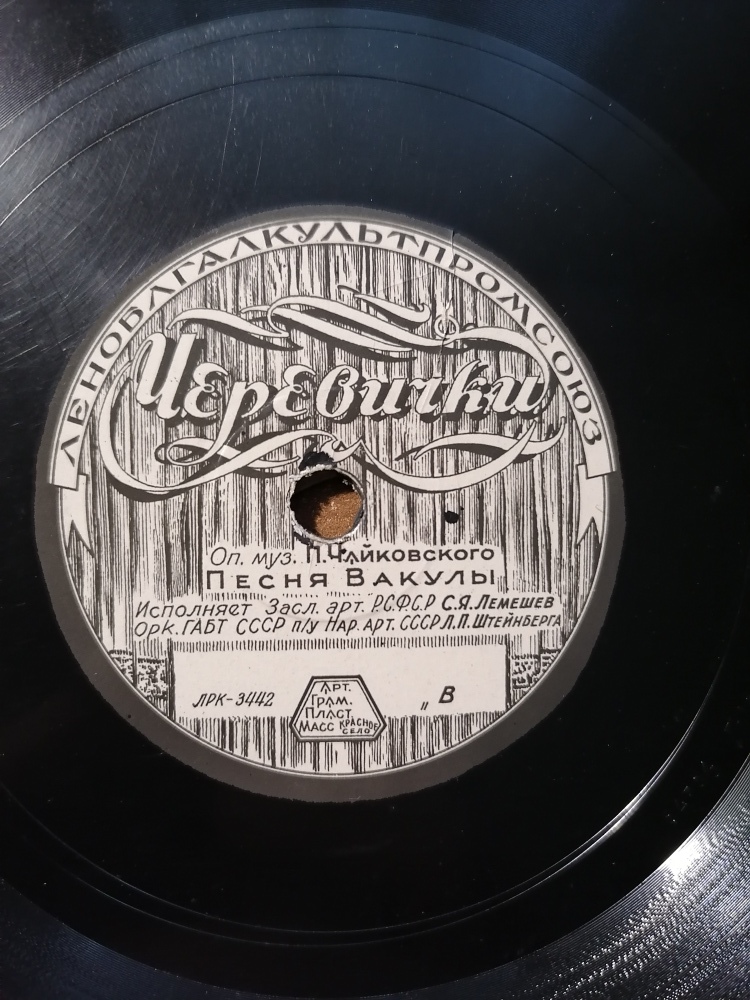 ЛЕНОБЛГАЛКУЛЬТПРОМСОЮЗ
Черевички
Оп. муз. П. Чайковского
Песня Вакулы
Исполняет Засл. арт. Р.С.Ф.С.Р С.Я.Лемешев
Орк. ГАБТ СССР п/у Нар. Арт. СССР Л.П. Штейнберга
ЛРК-3442
Арт.
Грам.
Пласт
Масс КРАСНОЕ
СЕЛО
„ В